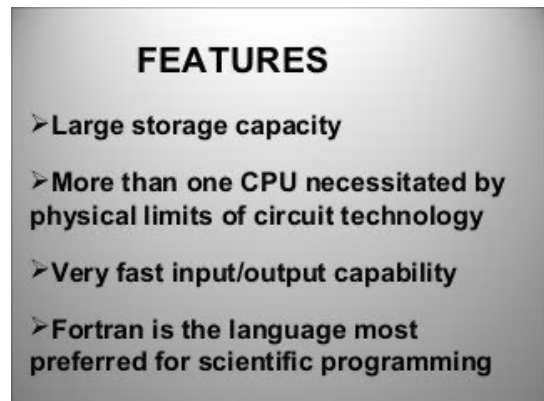 FEATURES
➢Large storage capacity
➢More than one CPU necessitated by
physical limits of circuit technology
➢Very fast input/output capability
➢Fortran is the language most
preferred for scientific programming